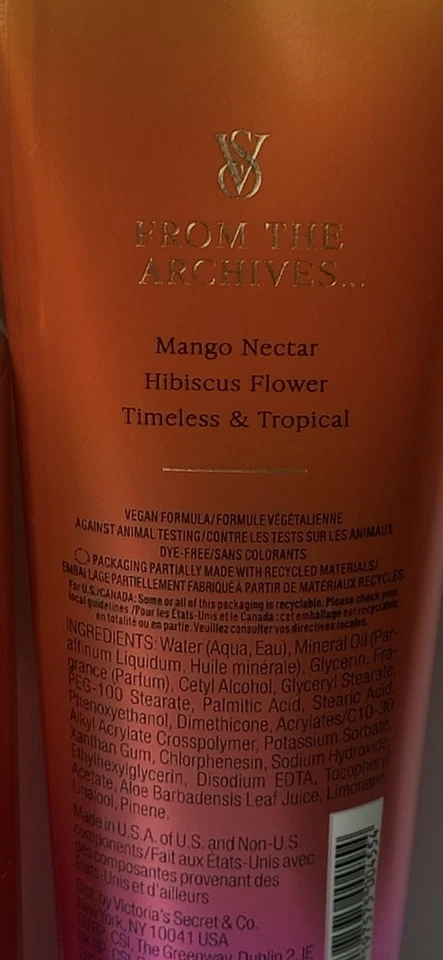 VS
FROM THE
ARCHIVES...
Mango Nectar
Hibiscus Flower
Timeless & Tropical
VEGAN FORMULA/FORMULE VÉGÉTALIENNE
AGAINST ANIMAL TESTING/CONTRE LES TESTS SUR LES ANIMAUX
DYE-FREE/SANS COLORANTS
PACKAGING PARTIALLY MADE WITH RECYCLED MATERIALS/
EMBALLAGE PARTIELLEMENT FABRIQUÉ À PARTIR DE MATÉRIAUX RECYCLÉS
For U.S./CANADA: Some or all of this packaging is recyclable. Please check your
local guidelines /Pour les États-Unis et le Canada : cet emballage est recyclable,
en totalité ou en partie. Veuillez consulter vos directives locales.
INGREDIENTS: Water (Aqua, Eau), Mineral Oil (Par-
affinum Liquidum, Huile minérale), Glycerin, Fra-
grance (Parfum), Cetyl Alcohol, Glyceryl Stearate,
PEG-100 Stearate, Palmitic Acid, Stearic Acid,
Phenoxyethanol, Dimethicone, Acrylates/C10-30
Alkyl Acrylate Crosspolymer, Potassium Sorbate,
Xanthan Gum, Chlorphenesin, Sodium Hydroxide,
Ethylhexylglycerin, Disodium EDTA, Tocopheryl
Acetate, Aloe Barbadensis Leaf Juice, Limonene,
Linalool, Pinene.
Made in U.S.A. of U.S. and Non-U.S.
components/Fait aux États-Unis avec
des composantes provenant des
États-Unis et d'ailleurs
Dist. by Victoria's Secret & Co.
New York, NY 10041 USA
CSI, The Greenway, Dublin 2, IE